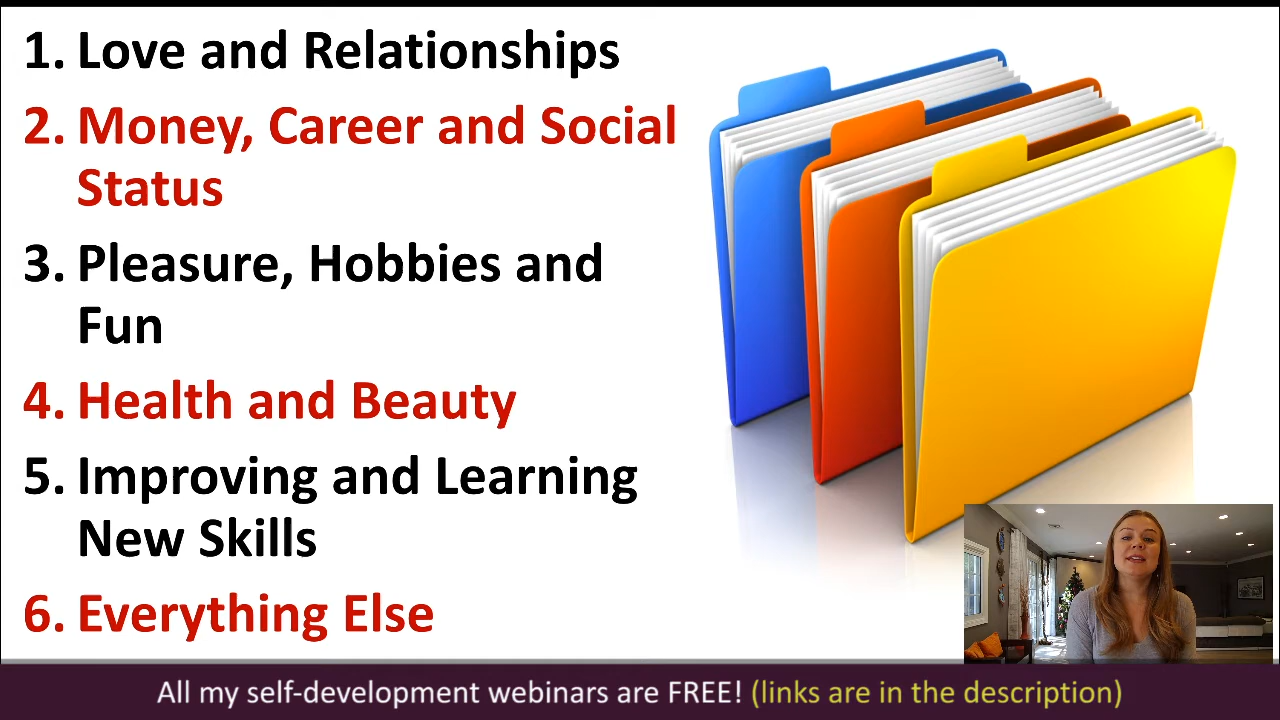 1. Love and Relationships
2. Money, Career and Social
Status
3. Pleasure, Hobbies and
Fun
4. Health and Beauty
5. Improving and Learning
New Skills
6. Everything Else
All my self-development webinars are FREE! (links are in the description)